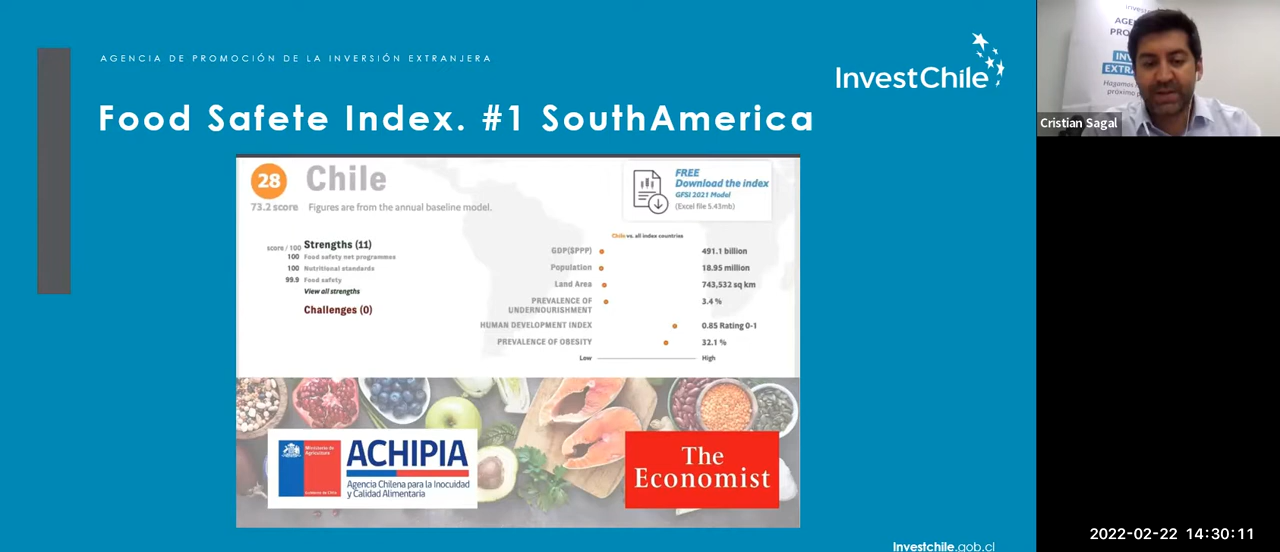 AGENCIA DE PROMOCIÓN DE LA INVERSIÓN EXTRANJERA
InvestChile
Food Safete Index. #1 SouthAmerica
28 Chile
73.2 score Figures are from the annual baseline model.
FREE
Download the index
GFSI 2021 Model
(Excel file 5.43mb)
score / 100 Strengths (11)
100 Food safety net programmes
100 Nutritional standards
99.9 Food safety
View all strengths
Challenges (0)
Chile vs. all index countries
GDP($PPP) 491.1 billion
Population 18.95 million
Land Area 743,532 sq km
PREVALENCE OF
UNDERNOURISHMENT 3.4 %
HUMAN DEVELOPMENT INDEX 0.85 Rating 0-1
PREVALENCE OF OBESITY 32.1 %
Low High
Ministerio de
Agricultura
Gobierno de Chile
ACHIPIA
Agencia Chilena para la Inocuidad
y Calidad Alimentaria
The
Economist
Investchile.gob.cl
AGE
PRO
INV
EXTRA
Hagamos
próximo p
Cristian Sagal
2022-02-22 14:30:11